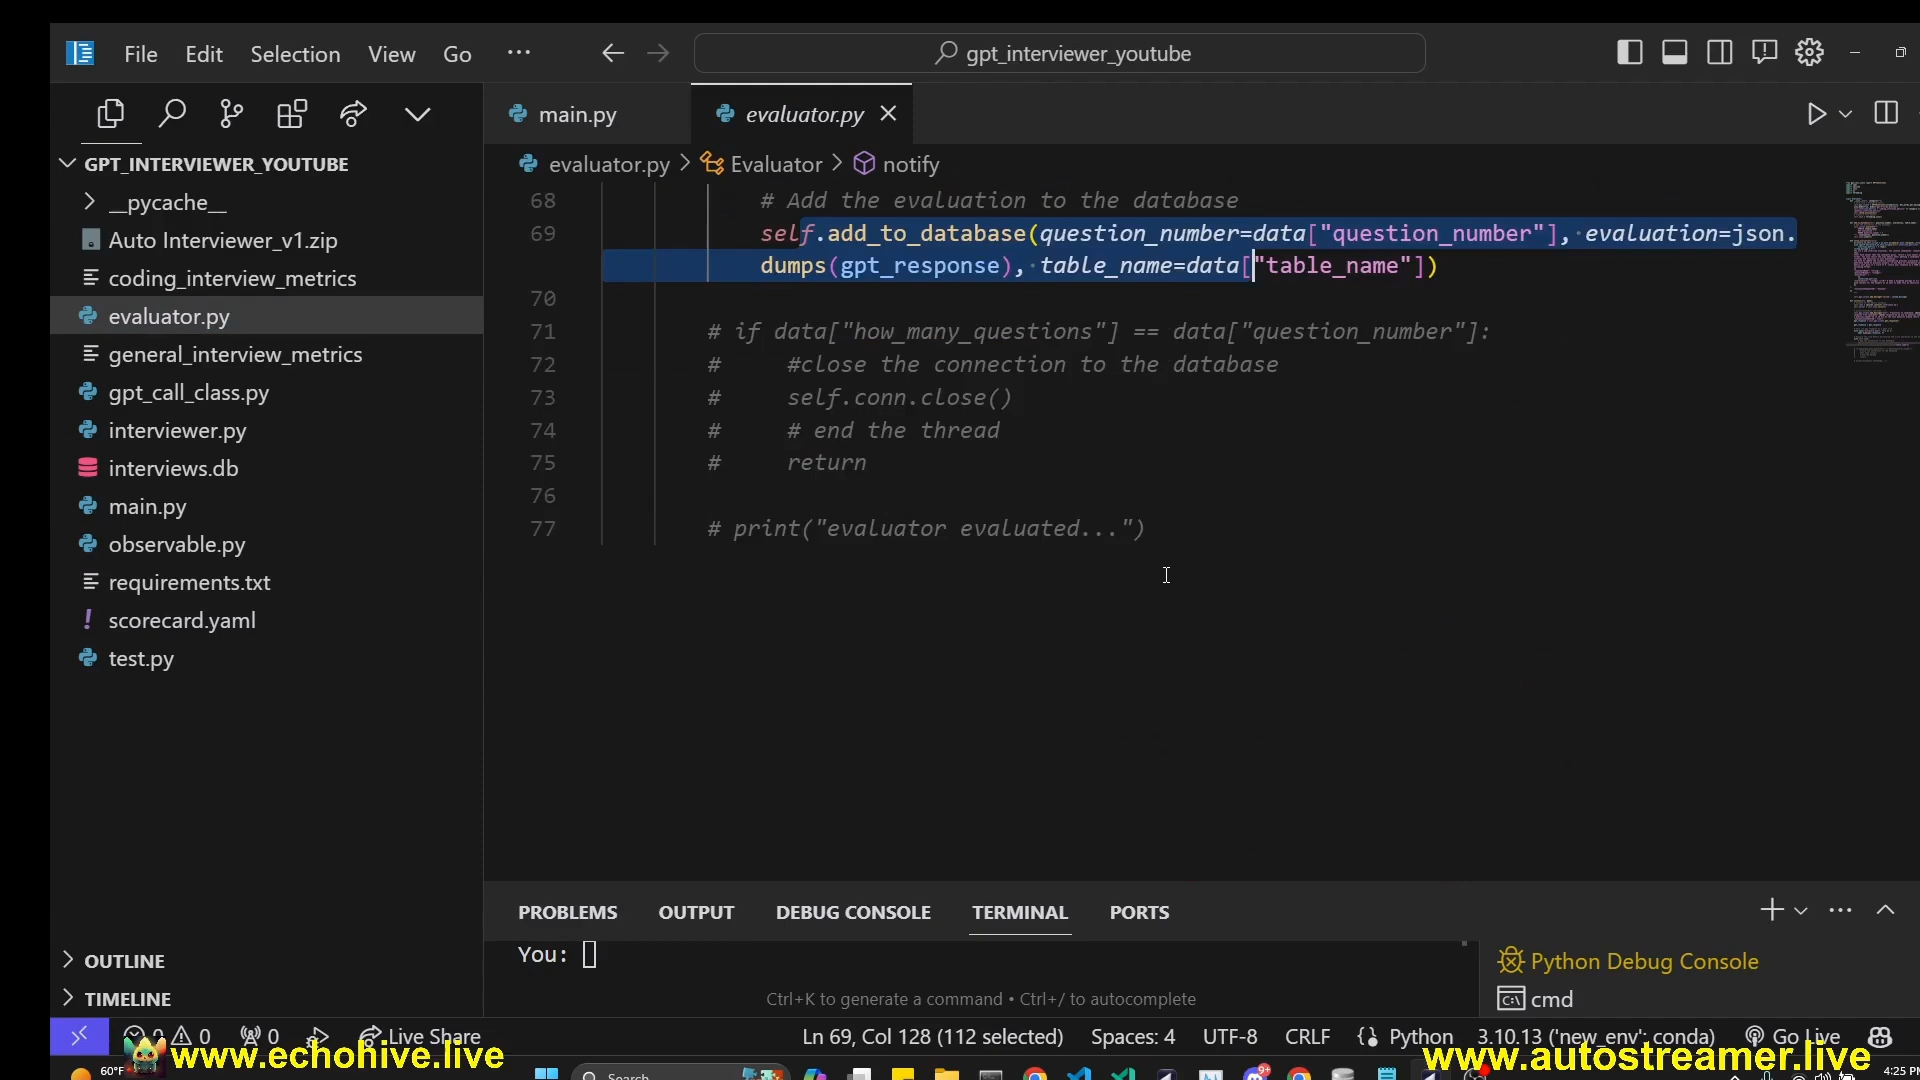 File Edit Selection View Go ...
gpt_interviewer_youtube
main.py
evaluator.py
GPT_INTERVIEWER_YOUTUBE
evaluator.py > Evaluator > notify
__pycache__
Auto Interviewer_v1.zip
coding_interview_metrics
evaluator.py
general_interview_metrics
gpt_call_class.py
interviewer.py
interviews.db
main.py
observable.py
requirements.txt
scorecard.yaml
test.py
OUTLINE
TIMELINE
68 # Add the evaluation to the database
69 self.add_to_database(question_number=data["question_number"], evaluation=json.
dumps(gpt_response), table_name=data["table_name"])
70
71 # if data["how_many_questions"] == data["question_number"]:
72 #     #close the connection to the database
73 #     self.conn.close()
74 #     # end the thread
75 #     return
76
77 # print("evaluator evaluated...")
PROBLEMS OUTPUT DEBUG CONSOLE TERMINAL PORTS
You:
Ctrl+K to generate a command • Ctrl+/ to autocomplete
Python Debug Console
cmd
0 0 0 Live Share
Ln 69, Col 128 (112 selected) Spaces: 4 UTF-8 CRLF Python 3.10.13 ('new_env': conda) Go Live
www.echohive.live
www.autostreamer.live
60°F
Search
9+
4:25 PM